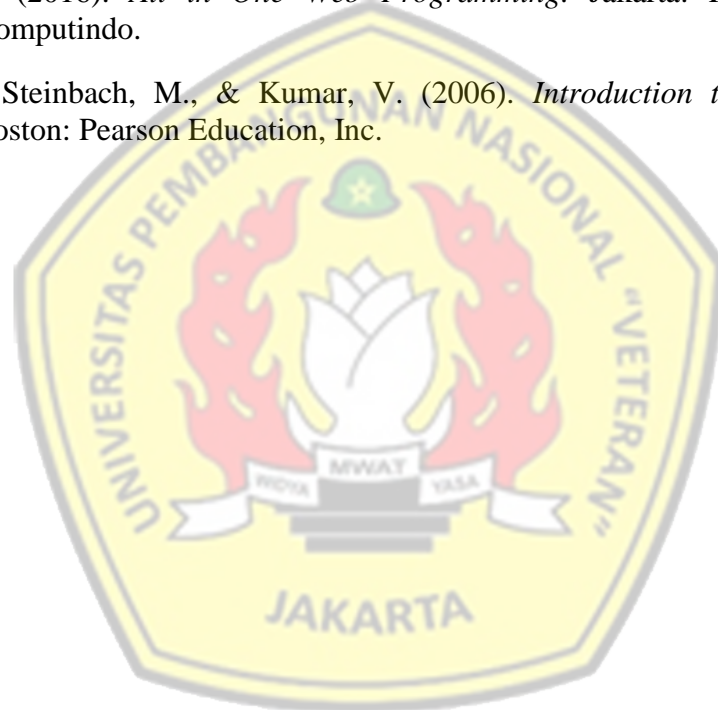 (2018). All in One Web Programming. Jakarta:
omputindo.
Steinbach, M., & Kumar, V. (2006). Introduction t
oston: Pearson Education, Inc.
UNIVERSITAS PEMBANGUNAN NASIONAL "VETERAN"
WIDYA MWAT YASA
JAKARTA